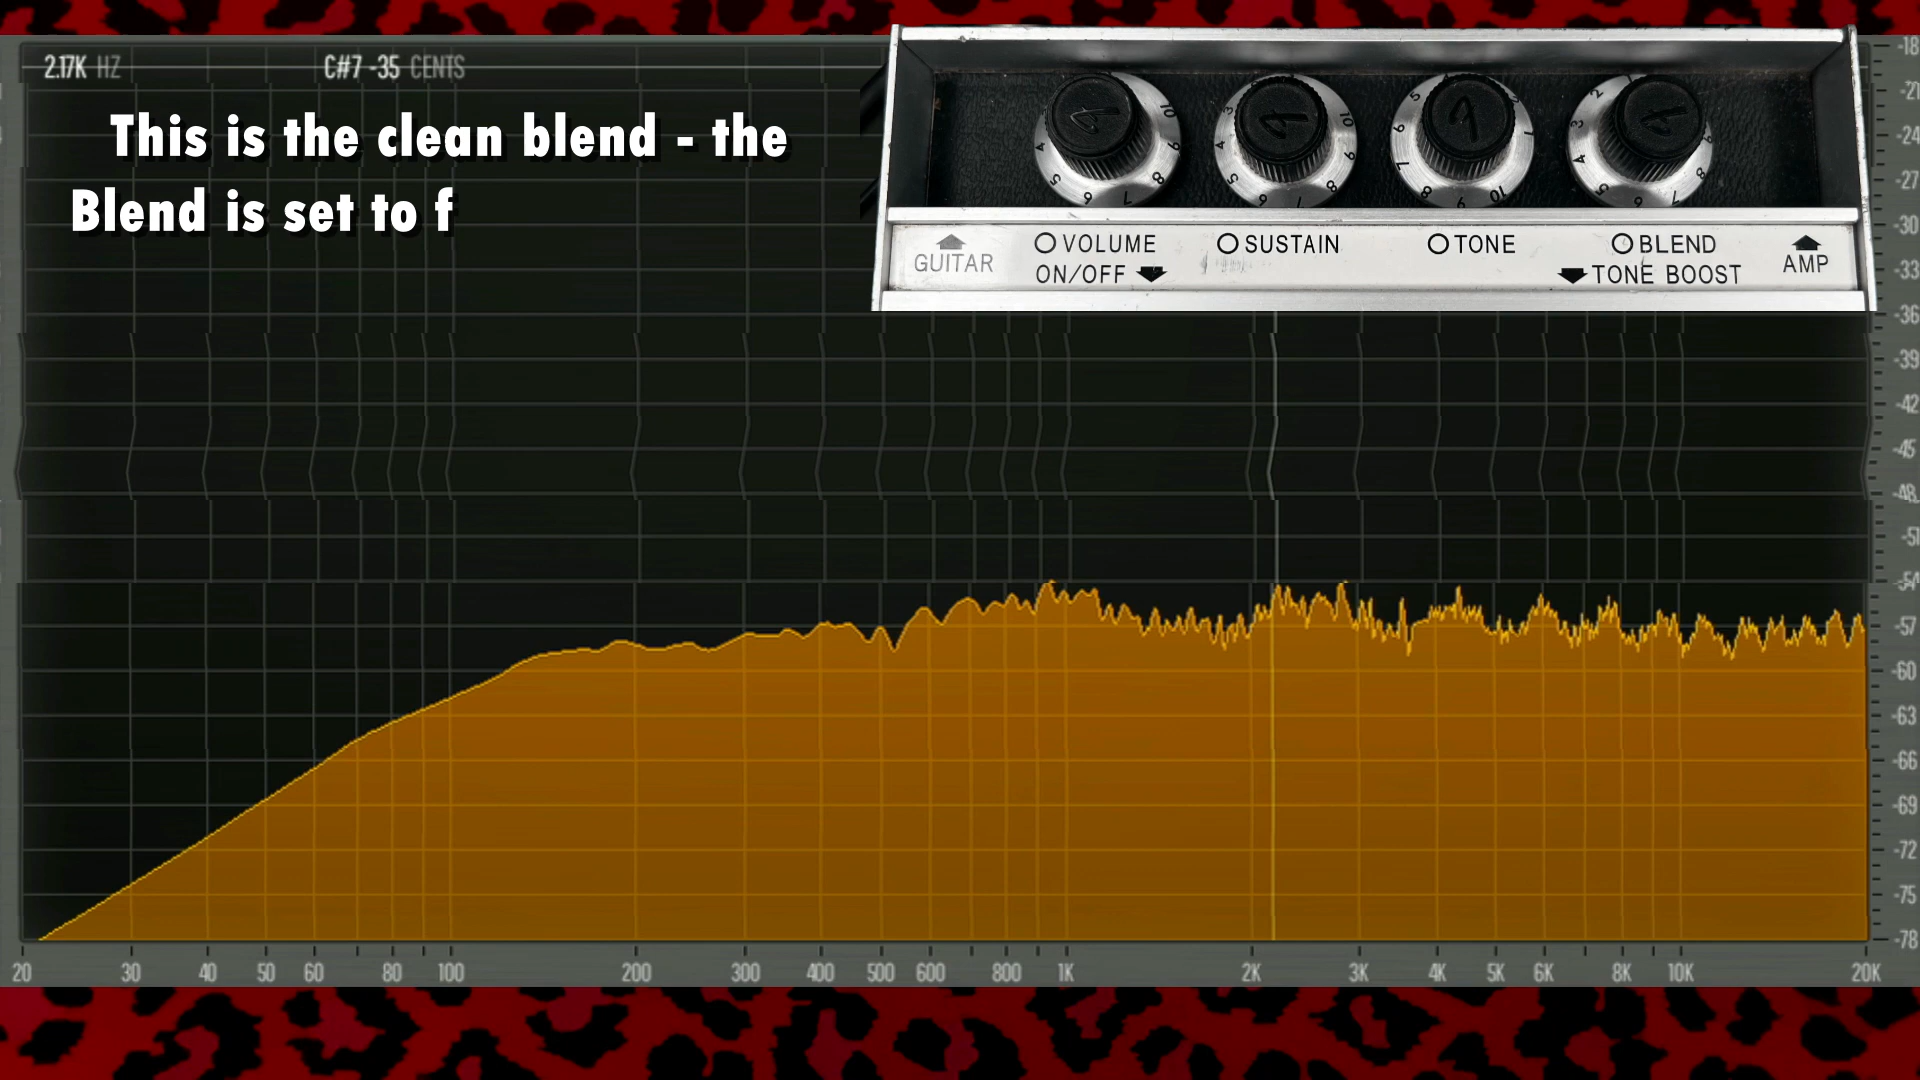 2.17K HZ C#7 -35 CENTS
This is the clean blend - the
Blend is set to f
GUITAR
VOLUME
ON/OFF
SUSTAIN
TONE
BLEND
TONE BOOST
AMP
-18
-21
-24
-27
-30
-33
-36
-39
-42
-45
-48
-51
-54
-57
-60
-63
-66
-69
-72
-75
-78
20 30 40 50 60 80 100 200 300 400 500 600 800 1K 2K 3K 4K 5K 6K 8K 10K 20K